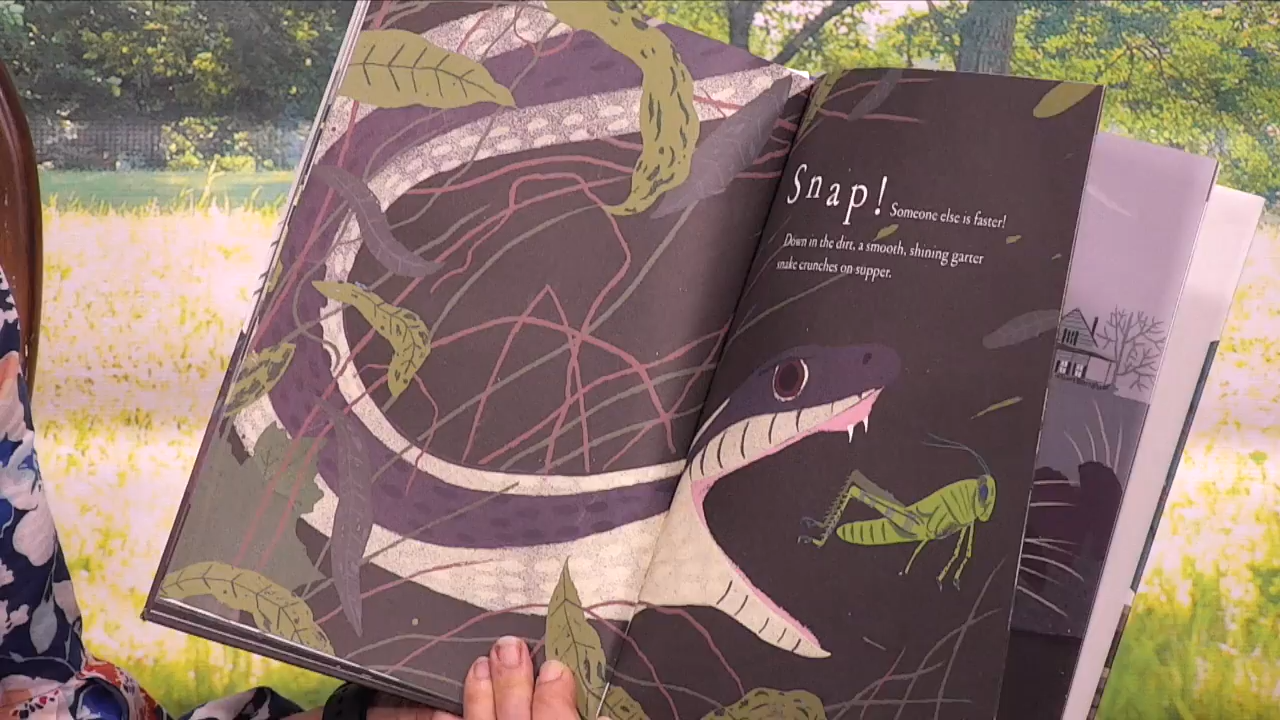 Snap! Someone else is faster!
Down in the dirt, a smooth, shining garter
snake crunches on supper.